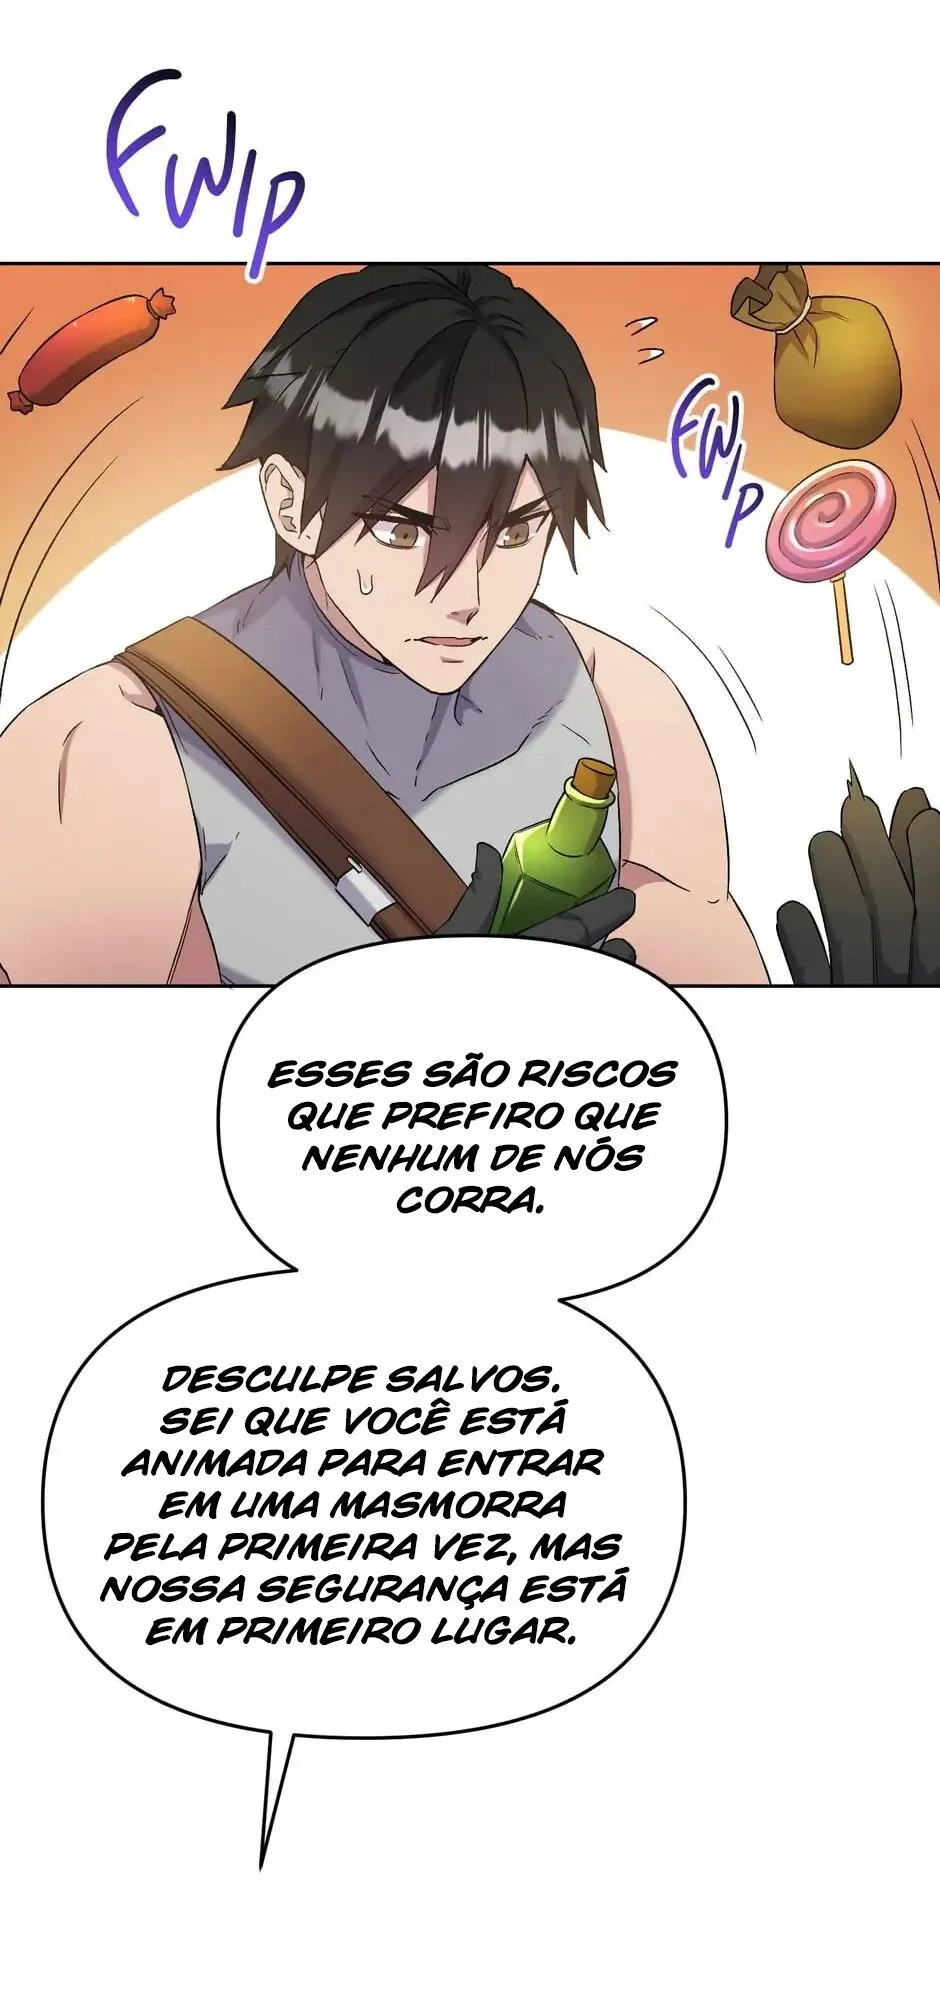 FWIP
FWIP
ESSES SÃO RISCOS
QUE PREFIRO QUE
NENHUM DE NÓS
CORRA.
DESCULPE SALVOS.
SEI QUE VOCÊ ESTÁ
ANIMADA PARA ENTRAR
EM UMA MASMORRA
PELA PRIMEIRA VEZ, MAS
NOSSA SEGURANÇA ESTÁ
EM PRIMEIRO LUGAR.